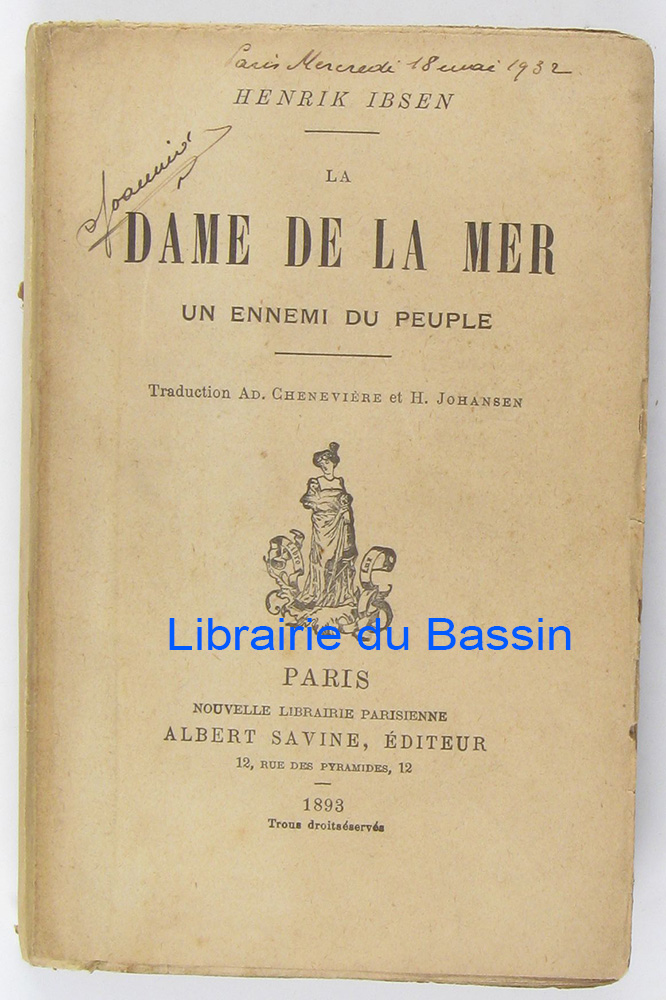 Paris Mercredi 18 mai 1932
HENRIK IBSEN
LA
DAME DE LA MER
UN ENNEMI DU PEUPLE
Traduction AD. CHENEVIÈRE et H. JOHANSEN
Librairie du Bassin
PARIS
NOUVELLE LIBRAIRIE PARISIENNE
ALBERT SAVINE, ÉDITEUR
12, RUE DES PYRAMIDES, 12
1893
Trous droitséservés